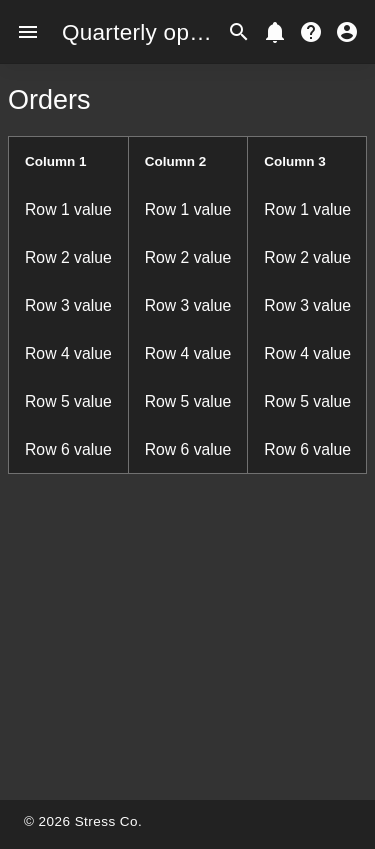 Quarterly op...
Orders
Column 1 Column 2 Column 3
Row 1 value Row 1 value Row 1 value
Row 2 value Row 2 value Row 2 value
Row 3 value Row 3 value Row 3 value
Row 4 value Row 4 value Row 4 value
Row 5 value Row 5 value Row 5 value
Row 6 value Row 6 value Row 6 value
© 2026 Stress Co.